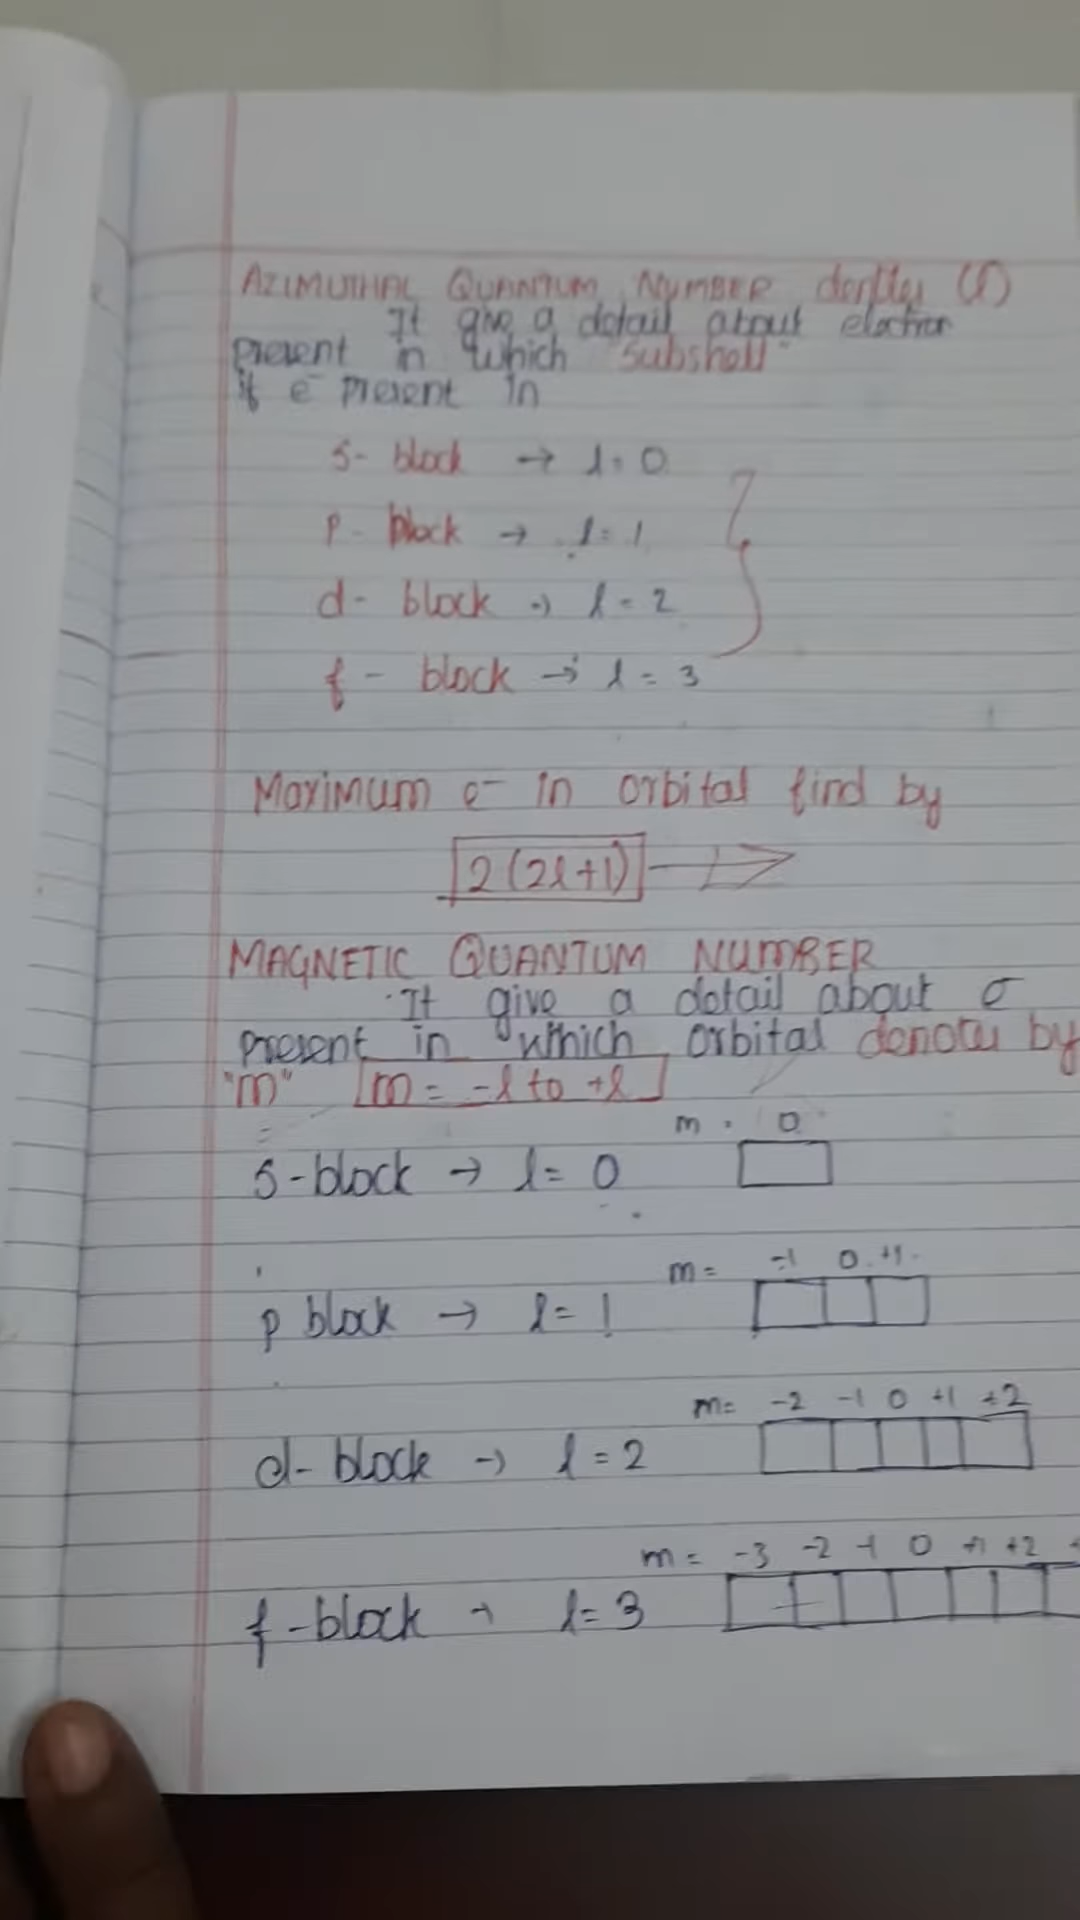 AZIMUTHAL QUANTUM NUMBER (l)
It give a detail about electron
present in which subshell
if e⁻ present in
s- block → l = 0
p- block → l = 1
d- block → l = 2
f - block → l = 3
Maximum e⁻ in orbital find by
2(2l+1)
MAGNETIC QUANTUM NUMBER
It give a detail about e⁻
present in which orbital denote by
"m" m = -l to +l
m = 0
s-block → l = 0
m = -1 0 +1
p block → l = 1
m= -2 -1 0 +1 +2
d- block → l = 2
m = -3 -2 -1 0 +1 +2
f -block → l = 3